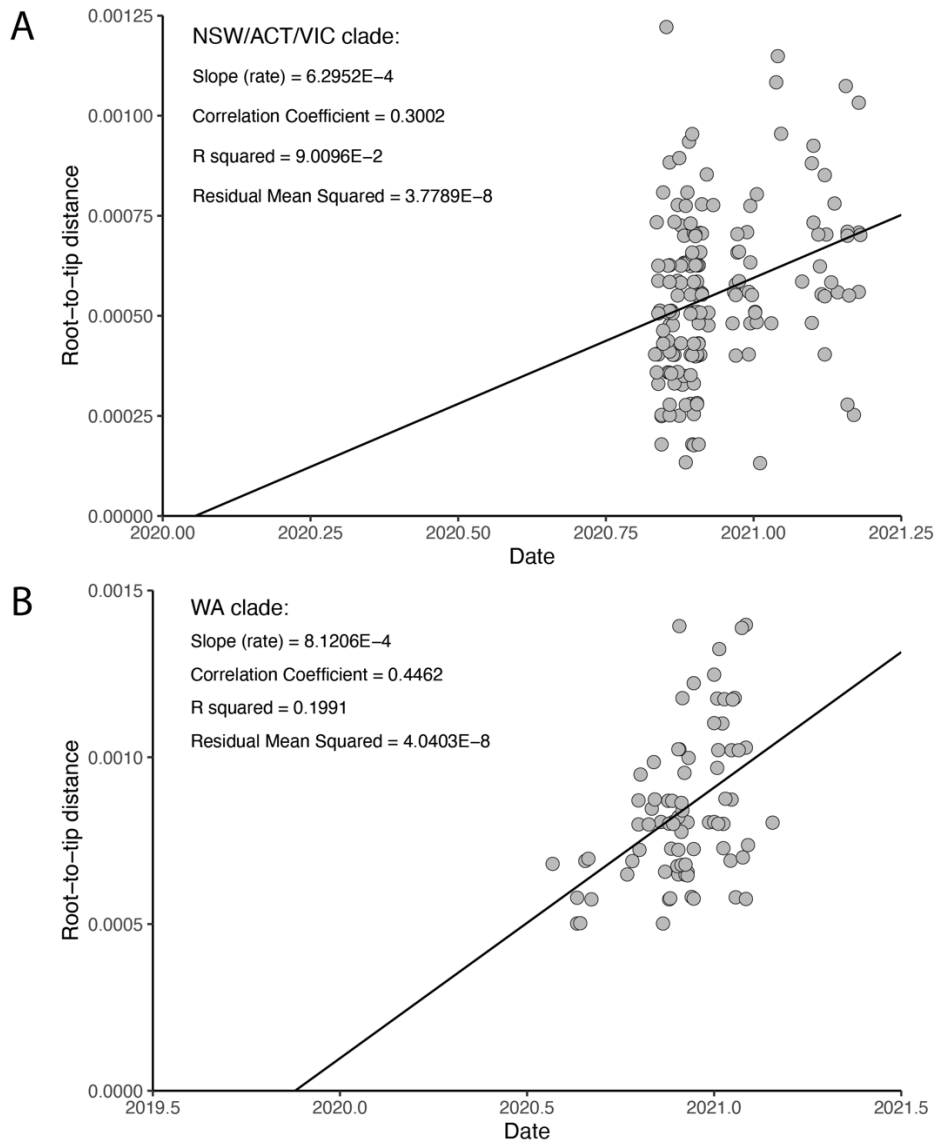 A
NSW/ACT/VIC clade:
Slope (rate) = 6.2952E−4
Correlation Coefficient = 0.3002
R squared = 9.0096E−2
Residual Mean Squared = 3.7789E−8
0.00125
0.00100
0.00075
0.00050
0.00025
0.00000
Root−to−tip distance
2020.00 2020.25 2020.50 2020.75 2021.00 2021.25
Date
B
WA clade:
Slope (rate) = 8.1206E−4
Correlation Coefficient = 0.4462
R squared = 0.1991
Residual Mean Squared = 4.0403E−8
0.0015
0.0010
0.0005
0.0000
Root−to−tip distance
2019.5 2020.0 2020.5 2021.0 2021.5
Date